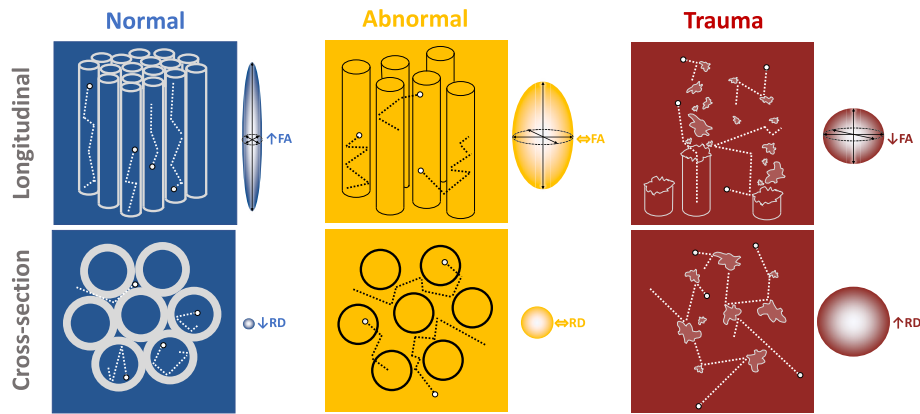 Normal
Abnormal
Trauma
Longitudinal
↑FA
⇔FA
↓FA
Cross-section
↓RD
⇔RD
↑RD